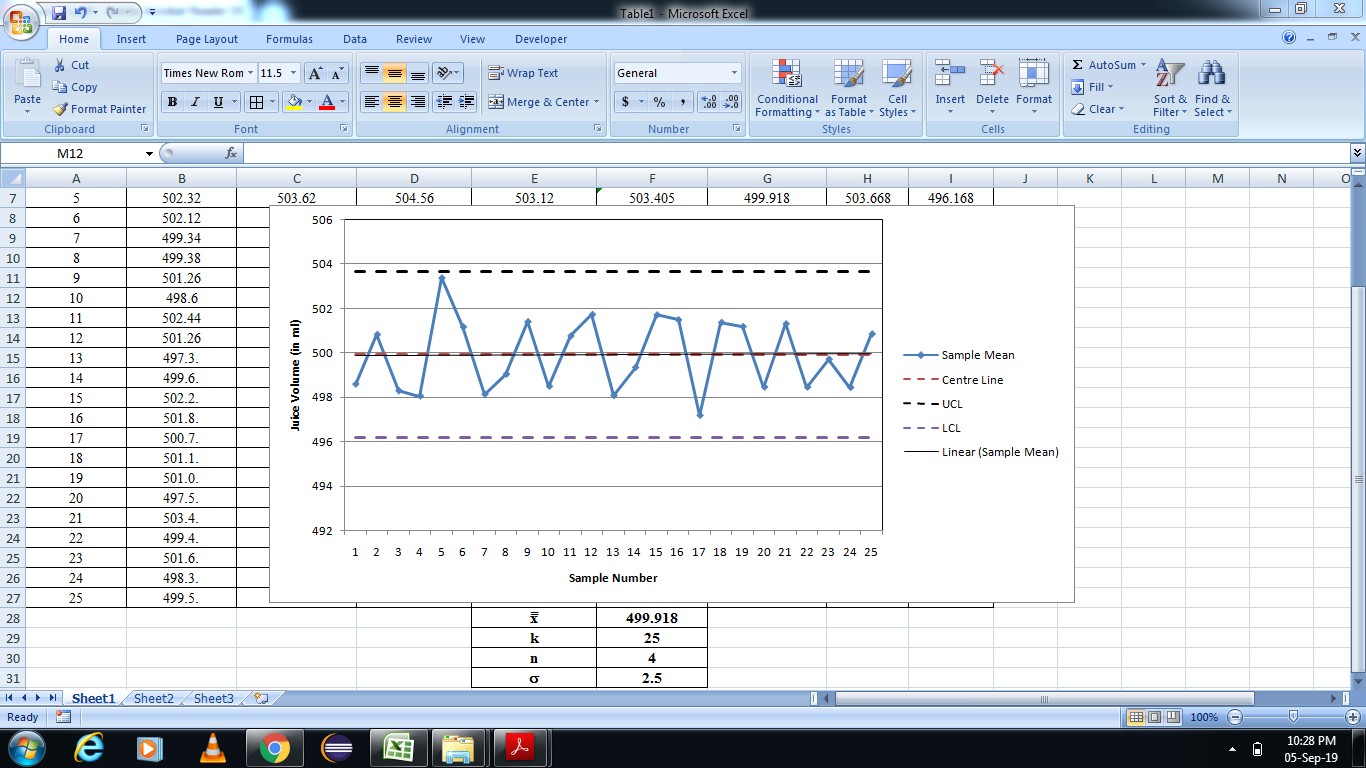 Table1 - Microsoft Excel
Home Insert Page Layout Formulas Data Review View Developer
Paste
Cut
Copy
Format Painter
Clipboard
Times New Rom 11.5
B I U
Font
Wrap Text
Merge & Center
Alignment
General
$ % ,
Number
Conditional Formatting
Format as Table
Cell Styles
Styles
Insert Delete Format
Cells
Σ AutoSum
Fill
Clear
Sort & Filter
Find & Select
Editing
M12 fx
A B C D E F G H I J K L M N O
7 5 502.32 503.62 504.56 503.12 503.405 499.918 503.668 496.168
8 6 502.12
9 7 499.34
10 8 499.38
11 9 501.26
12 10 498.6
13 11 502.44
14 12 501.26
15 13 497.3.
16 14 499.6.
17 15 502.2.
18 16 501.8.
19 17 500.7.
20 18 501.1.
21 19 501.0.
22 20 497.5.
23 21 503.4.
24 22 499.4.
25 23 501.6.
26 24 498.3.
27 25 499.5.
506
504
502
500
498
496
494
492
Juice Volume (in ml)
1 2 3 4 5 6 7 8 9 10 11 12 13 14 15 16 17 18 19 20 21 22 23 24 25
Sample Number
Sample Mean
Centre Line
UCL
LCL
Linear (Sample Mean)
28 x̿ 499.918
29 k 25
30 n 4
31 σ 2.5
Sheet1 Sheet2 Sheet3
Ready 100%
10:28 PM
05-Sep-19